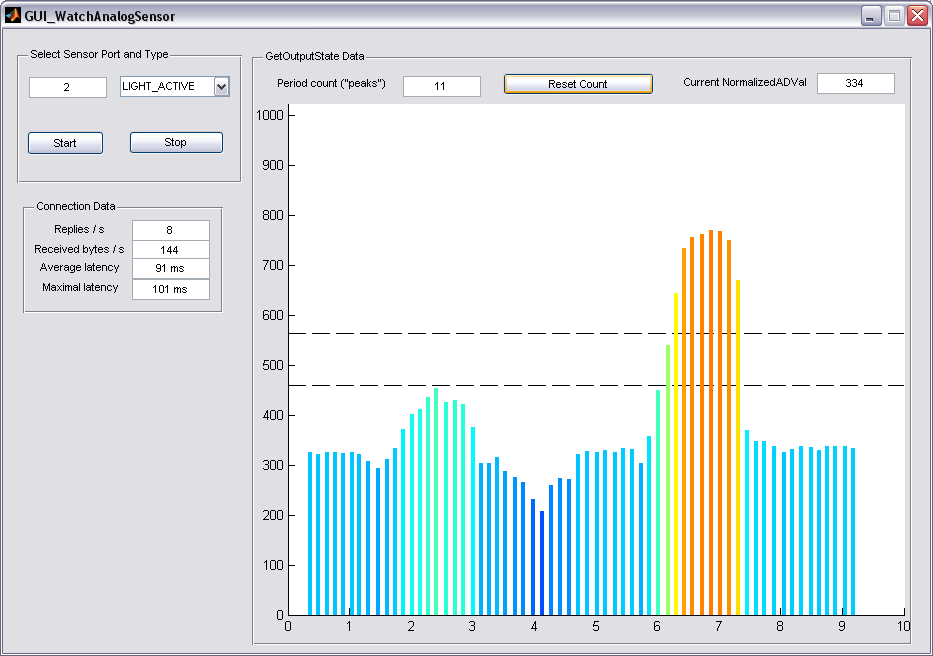 GUI_WatchAnalogSensor
Select Sensor Port and Type
2
LIGHT_ACTIVE
Start
Stop
Connection Data
Replies / s
8
Received bytes / s
144
Average latency
91 ms
Maximal latency
101 ms
GetOutputState Data
Period count ("peaks")
11
Reset Count
Current NormalizedADVal
334
1000
900
800
700
600
500
400
300
200
100
0
0 1 2 3 4 5 6 7 8 9 10